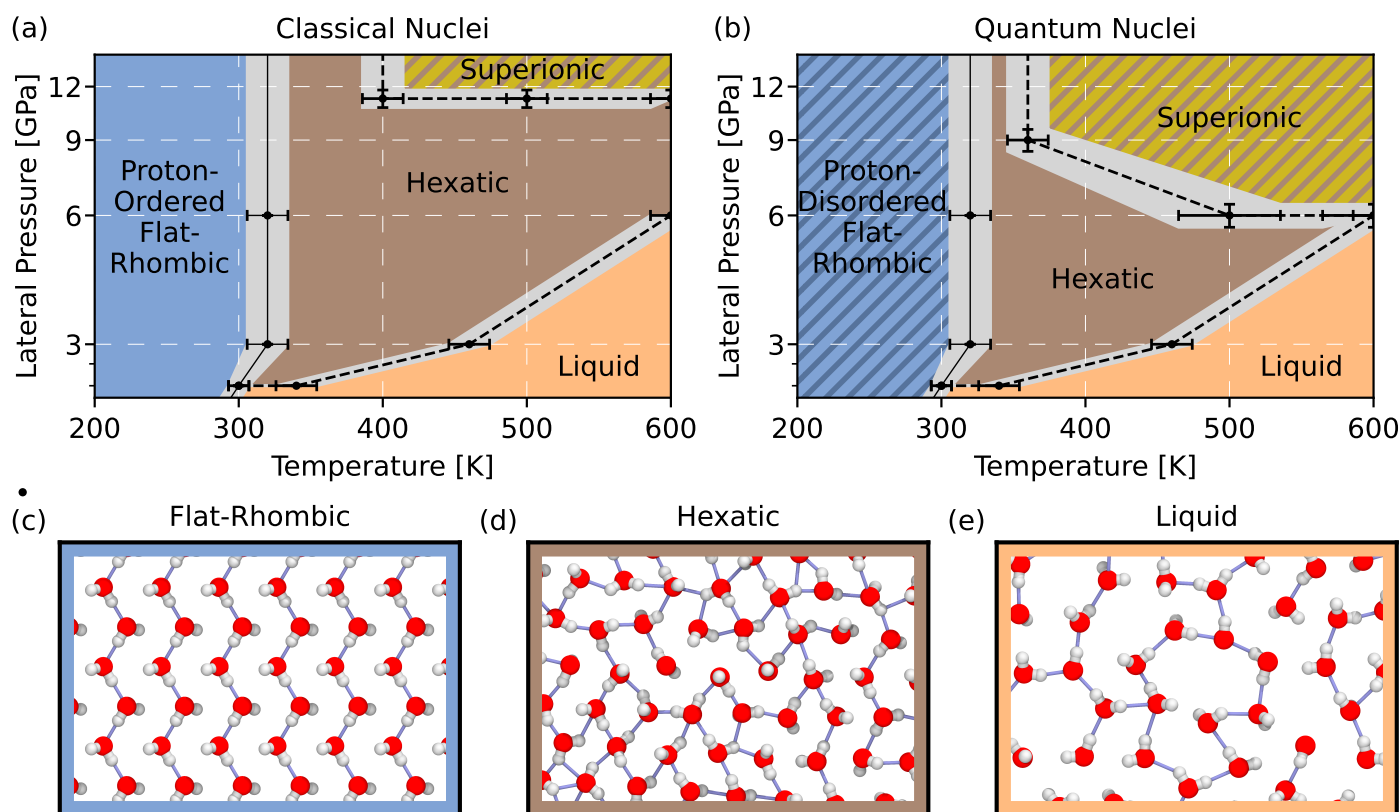 (a)
Classical Nuclei
Lateral Pressure [GPa]
12
9
6
3
Proton-
Ordered
Flat-
Rhombic
Superionic
Hexatic
Liquid
200
300
400
500
600
Temperature [K]
(b)
Quantum Nuclei
Lateral Pressure [GPa]
12
9
6
3
Proton-
Disordered
Flat-
Rhombic
Superionic
Hexatic
Liquid
200
300
400
500
600
Temperature [K]
(c)
Flat-Rhombic
(d)
Hexatic
(e)
Liquid